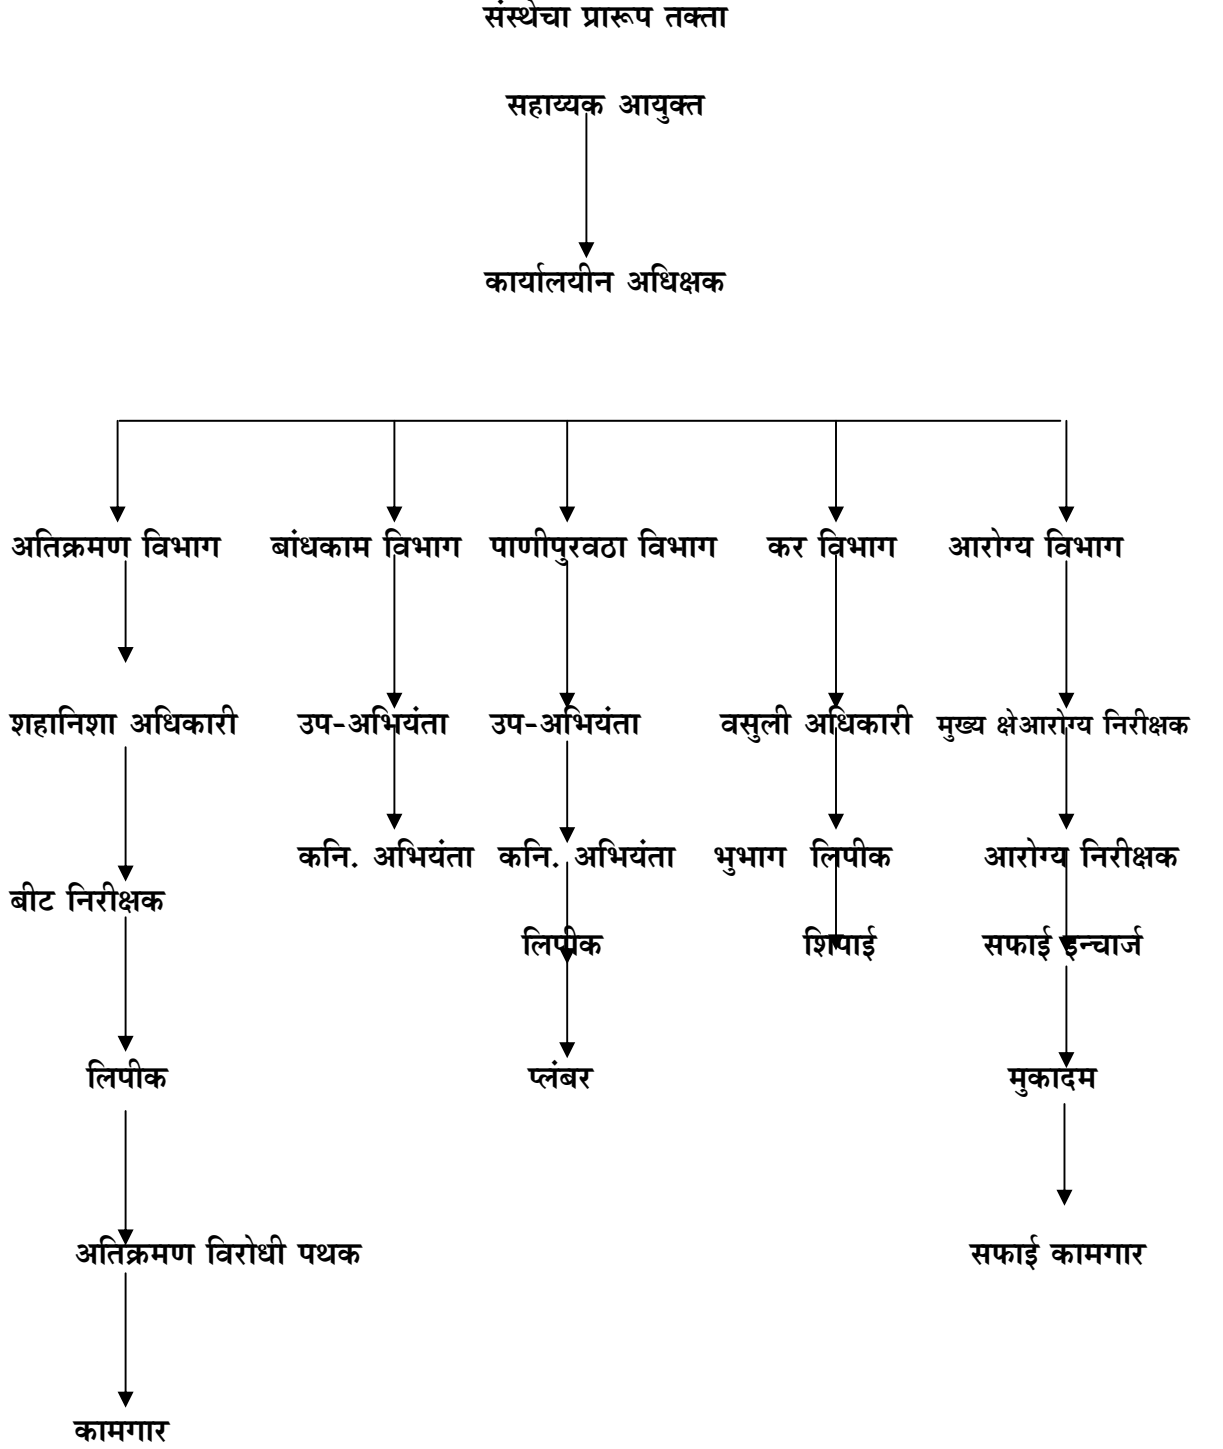 संस्थेचा प्रारूप तक्ता
सहाय्यक आयुक्त
कार्यालयीन अधिक्षक
अतिक्रमण विभाग बांधकाम विभाग पाणीपुरवठा विभाग कर विभाग आरोग्य विभाग
शहानिशा अधिकारी उप-अभियंता उप-अभियंता वसुली अधिकारी मुख्य क्षेआरोग्य निरीक्षक
कनि. अभियंता कनि. अभियंता भुभाग लिपीक आरोग्य निरीक्षक
बीट निरीक्षक
लिपीक शिपाई सफाई इन्चार्ज
लिपीक प्लंबर मुकादम
अतिक्रमण विरोधी पथक सफाई कामगार
कामगार